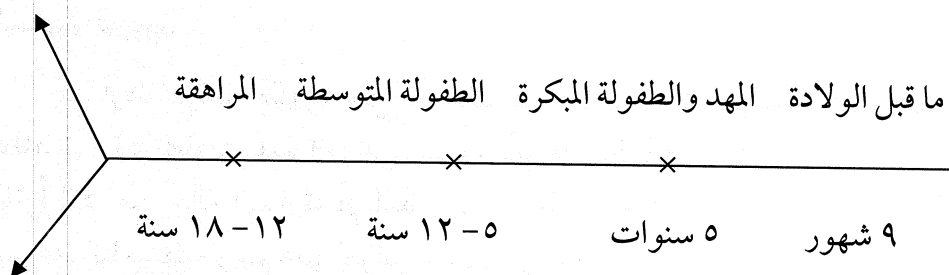 ما قبل الولادة المهد والطفولة المبكرة الطفولة المتوسطة المراهقة
٩ شهور ٥ سنوات ٥ - ١٢ سنة ١٢ - ١٨ سنة